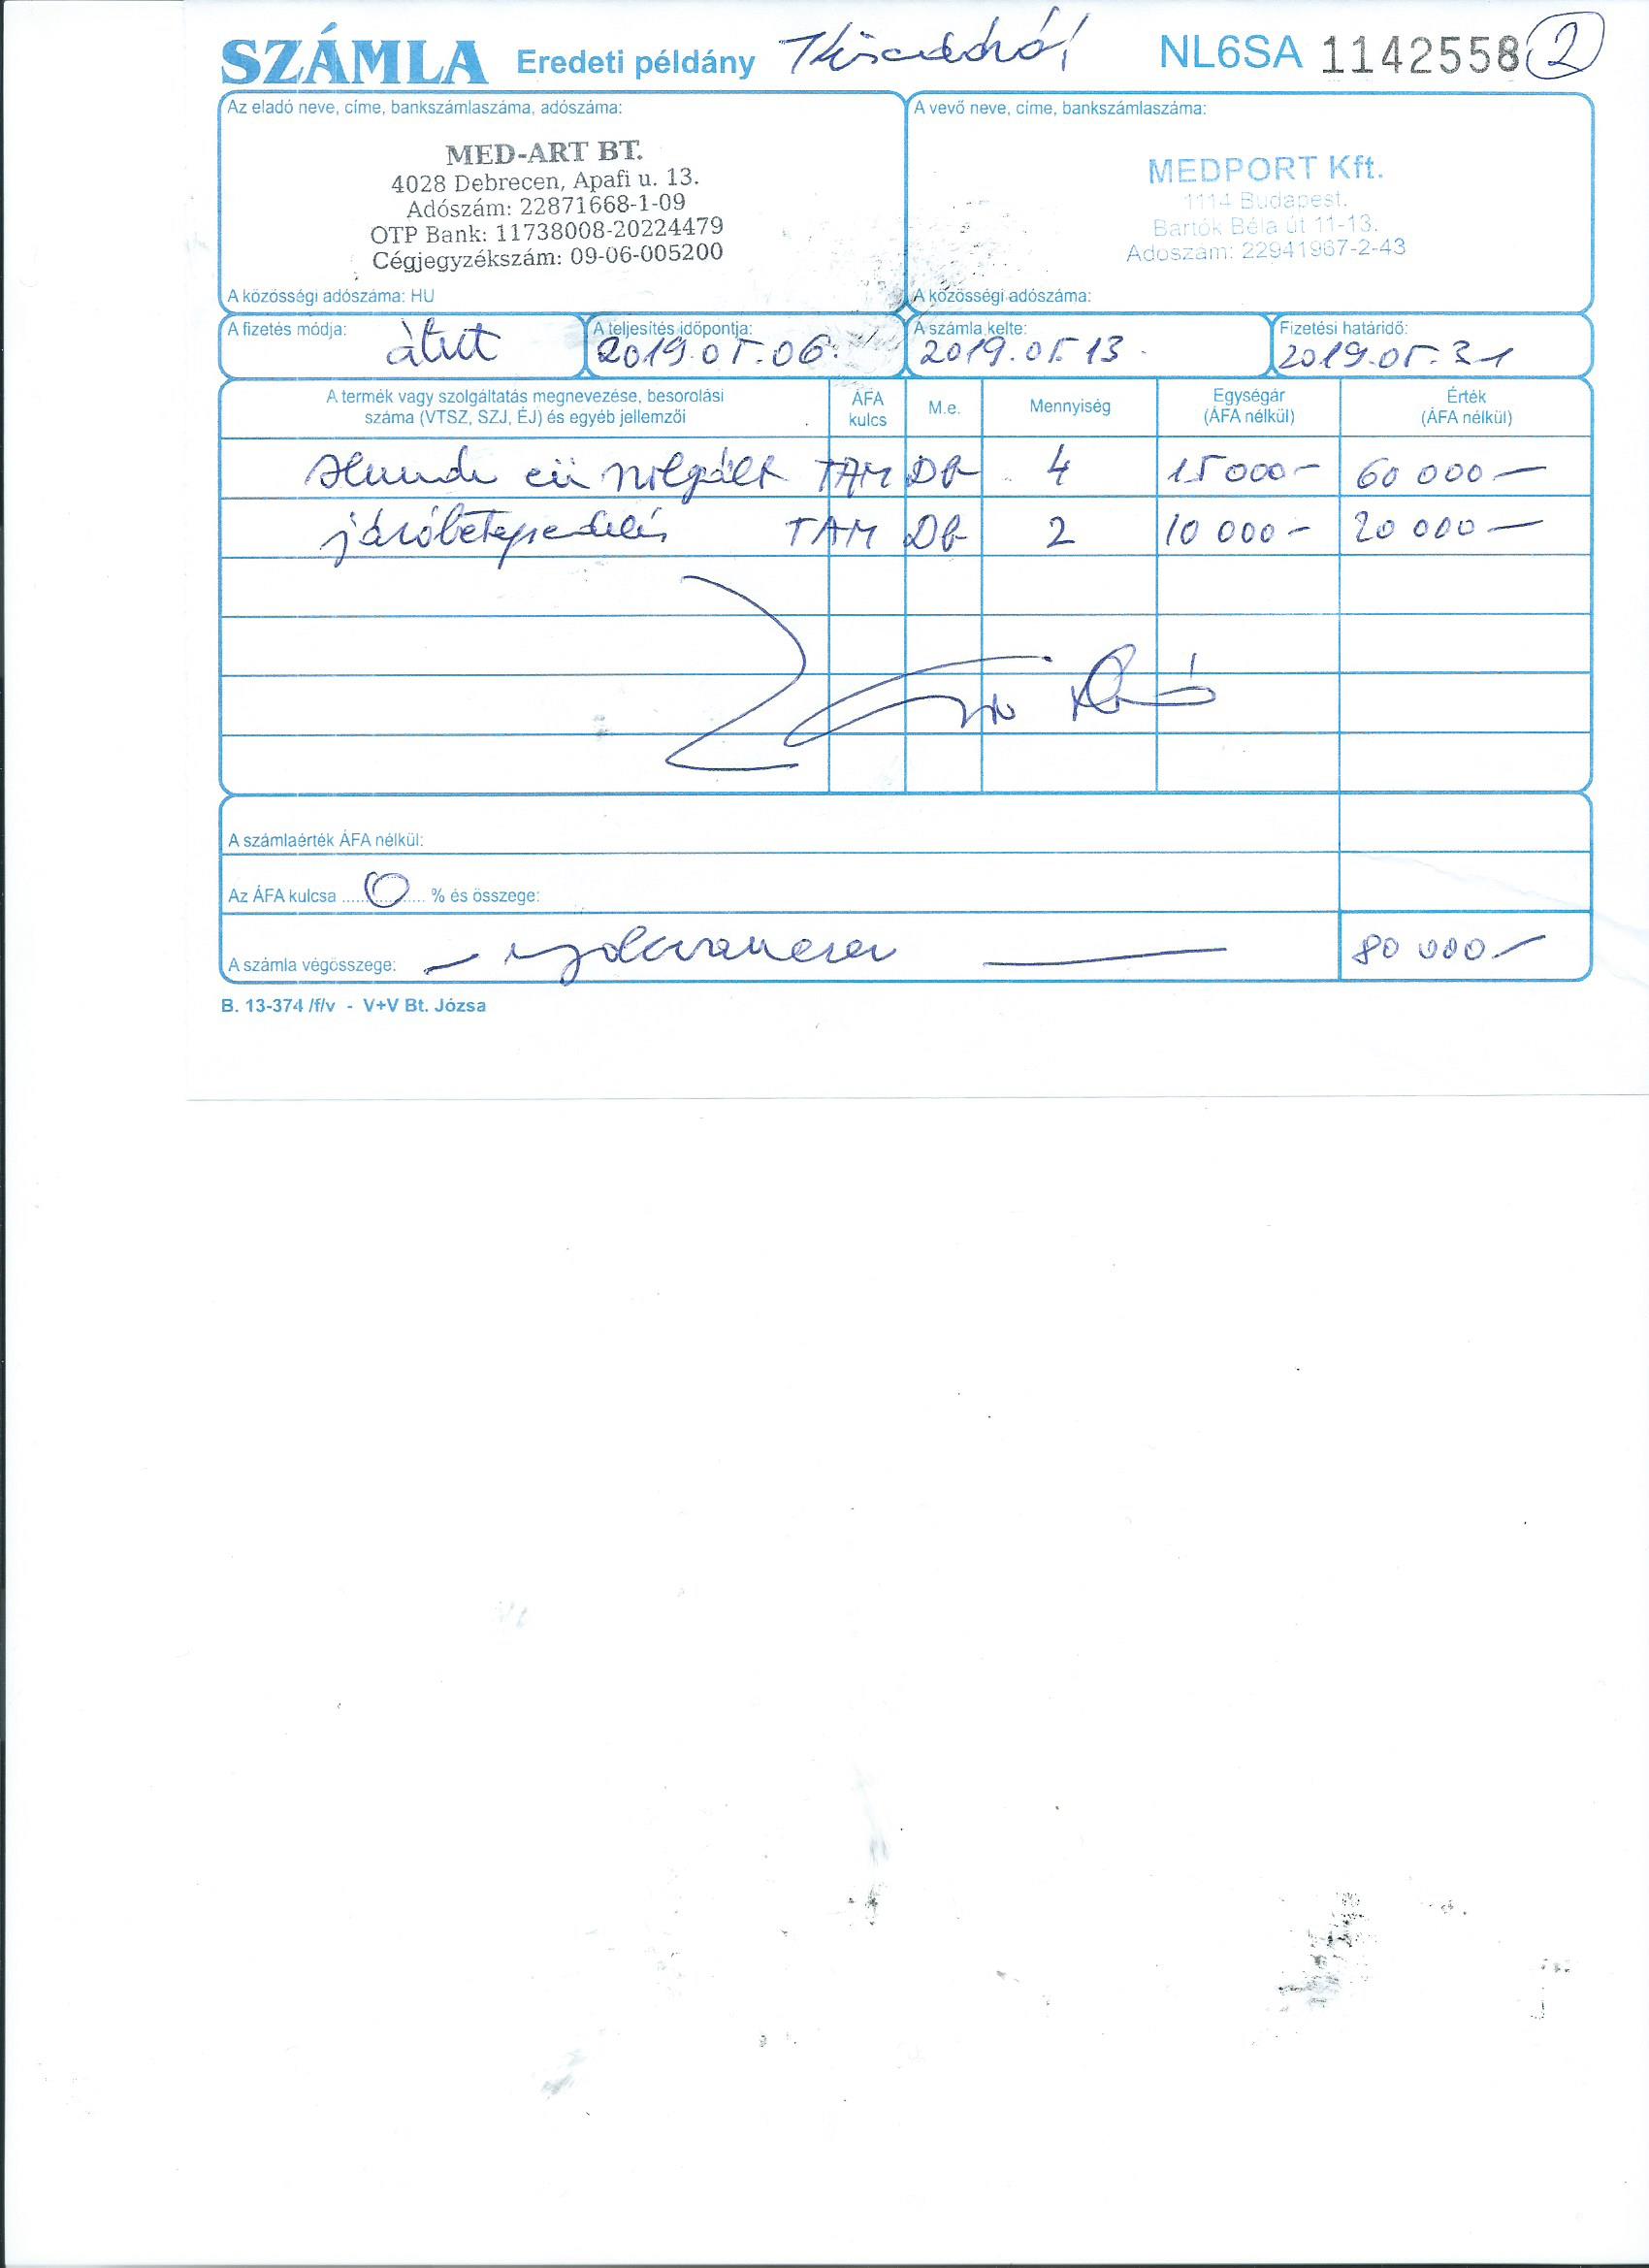 SZÁMLA Eredeti példány NL6SA 1142558 2
Az eladó neve, címe, bankszámlaszáma, adószáma:
MED-ART BT.
4028 Debrecen, Apafi u. 13.
Adószám: 22871668-1-09
OTP Bank: 11738008-20224479
Cégjegyzékszám: 09-06-005200
A közösségi adószáma: HU
A vevő neve, címe, bankszámlaszáma:
MEDPORT Kft.
1114 Budapest,
Bartók Béla út 11-13.
Adószám: 22941967-2-43
A közösségi adószáma:
A fizetés módja: átut
A teljesítés időpontja: 2019.05.06.
A számla kelte: 2019.05.13.
Fizetési határidő: 2019.05.31
A termék vagy szolgáltatás megnevezése, besorolási
száma (VTSZ, SZJ, ÉJ) és egyéb jellemzői
ÁFA
kulcs
M.e.
Mennyiség
Egységár
(ÁFA nélkül)
Érték
(ÁFA nélkül)
eü TAM DB 4 15 000- 60 000-
járóbetegrendelés TAM DB 2 10 000- 20 000-
A számlaérték ÁFA nélkül:
Az ÁFA kulcsa 0 % és összege:
A számla végösszege: - nyolcvanezer - 80 000-
B. 13-374 /f/v - V+V Bt. Józsa